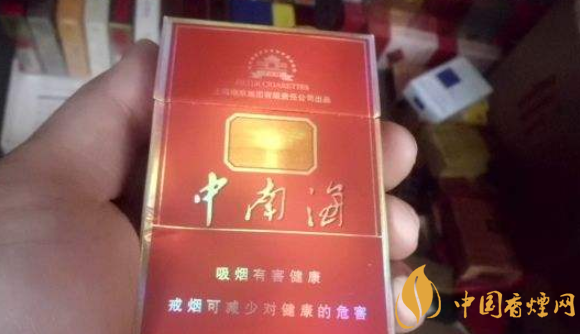 FILTER CIGARETTES
上海烟草集团有限责任公司出品
中南海
吸烟有害健康
戒烟可减少对健康的危害
中国香烟网